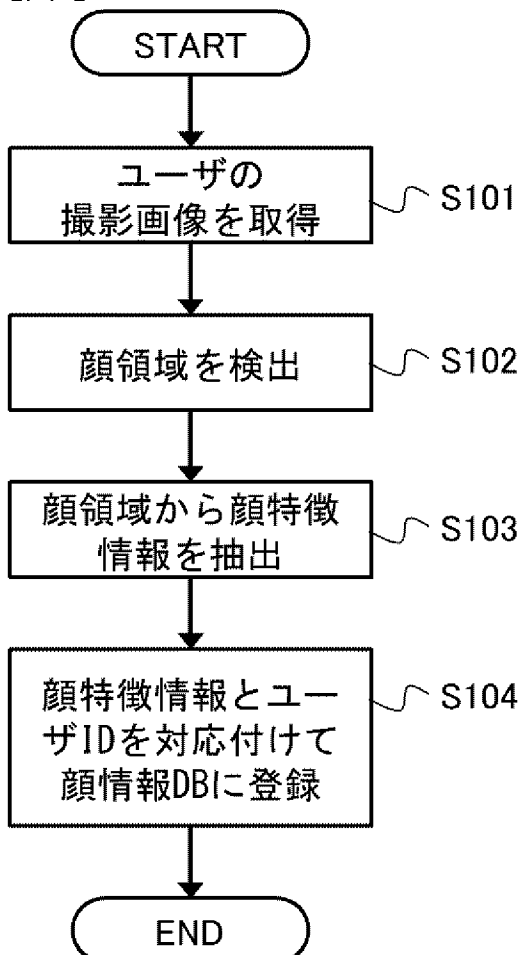 START
ユーザの
撮影画像を取得
S101
顔領域を検出
S102
顔領域から顔特徴
情報を抽出
S103
顔特徴情報とユー
ザIDを対応付けて
顔情報DBに登録
S104
END